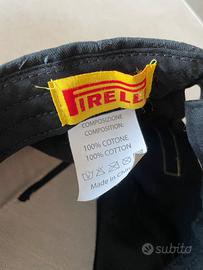 PIRELLI
COMPOSIZIONE
COMPOSITION
100% COTONE
100% COTTON
Made in China
subito